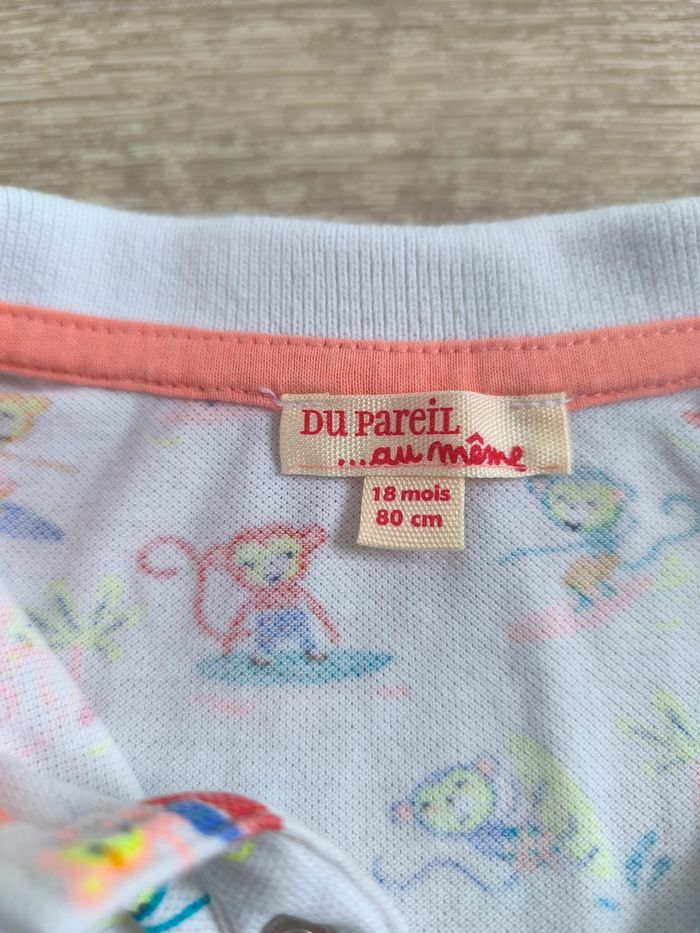 DU PAREIL
...au même
18 mois
80 cm